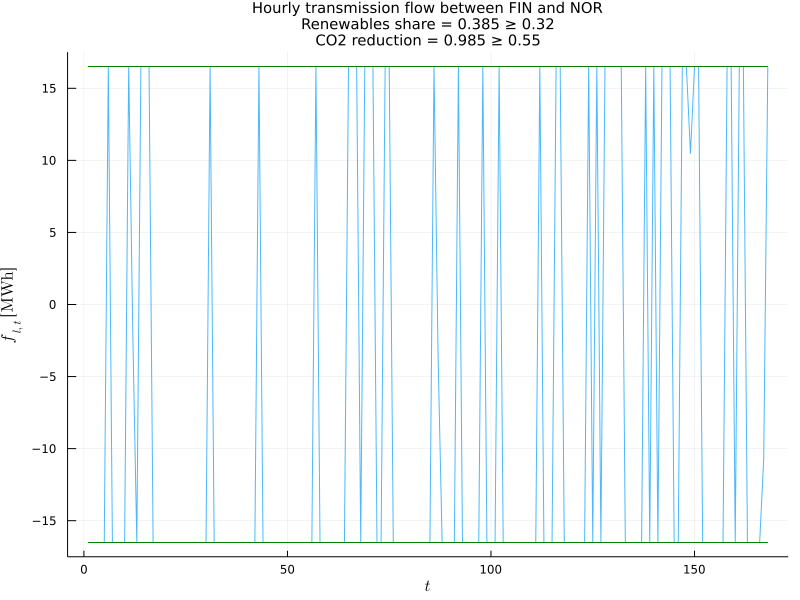 Hourly transmission flow between FIN and NOR
Renewables share = 0.385 ≥ 0.32
CO2 reduction = 0.985 ≥ 0.55
15
10
5
0
−5
−10
−15
f_{l,t} [MWh]
0
50
100
150
t